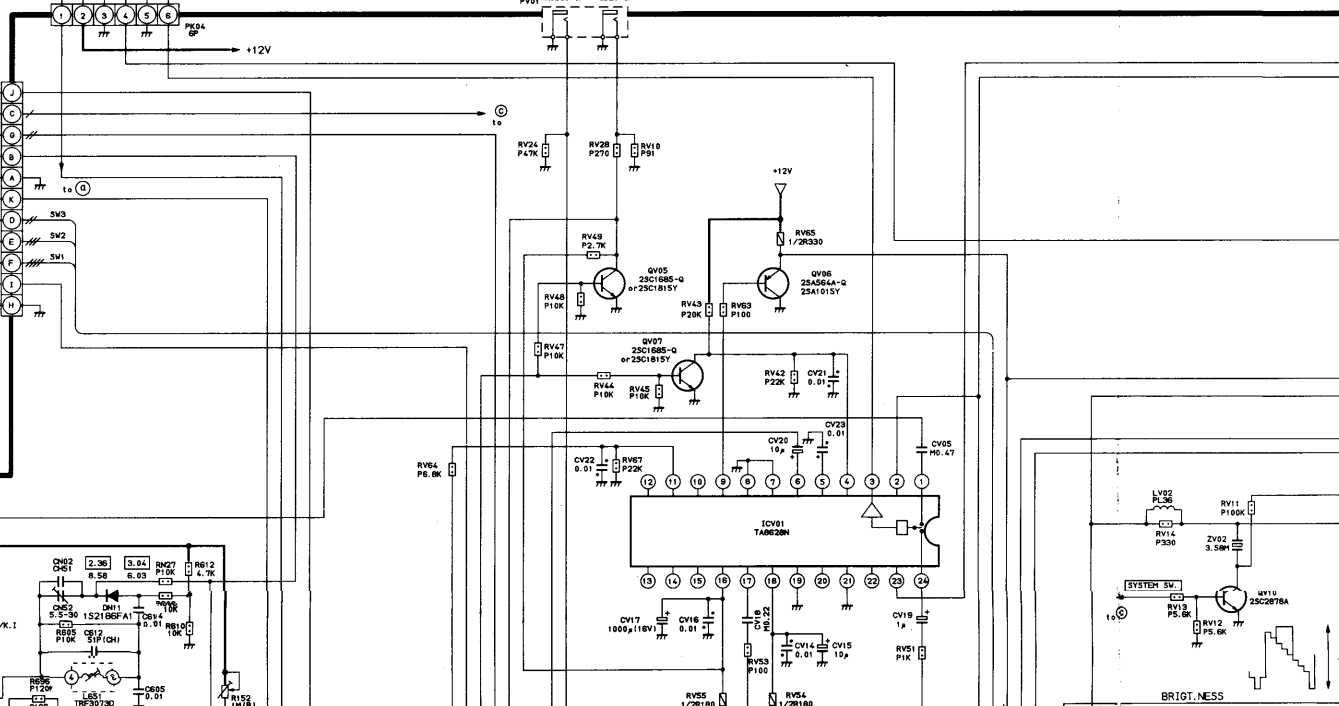 1 2 3 4 5 6
PK04
6P
+12V
J
C
G
B
A
K
D
E
F
I
H
to a
c
to
SW3
SW2
SW1
PV01
RV24
P47K
RV28
P270
RV10
P91
+12V
RV65
1/2R330
RV49
P2.7K
QV05
2SC1685-Q
or 2SC1815Y
QV06
2SA564A-Q
2SA1015Y
RV48
P10K
RV43
P20K
RV63
P100
RV47
P10K
QV07
2SC1685-Q
or 2SC1815Y
RV44
P10K
RV45
P10K
RV42
P22K
CV21
0.01
RV64
P6.8K
CV22
0.01
RV67
P22K
CV20
10μ
CV23
0.01
CV05
M0.47
12 11 10 9 8 7 6 5 4 3 2 1
ICV01
TA8628N
13 14 15 16 17 18 19 20 21 22 23 24
CV17
1000μ(16V)
CV16
0.01
CV18
M0.22
RV53
P100
CV14
0.01
CV15
10μ
CV19
1μ
RV51
P1K
RV55
1/2R180
RV54
1/2R180
LV02
PL36
RV14
P330
RV11
P100K
ZV02
3.58M
SYSTEM SW.
to c
RV13
P5.6K
RV12
P5.6K
QV10
2SC2878A
BRIGT.NESS
CN02
CH51
2.36
8.58
3.04
6.03
RN27
P10K
R612
4.7K
CN52
5.5-30
DN11
1S2186FA1
C614
0.01
10K
R610
10K
R605
P10K
C612
51P(CH)
/K.I
4
2
R696
P120K
L651
TRF3073D
C605
0.01
R152